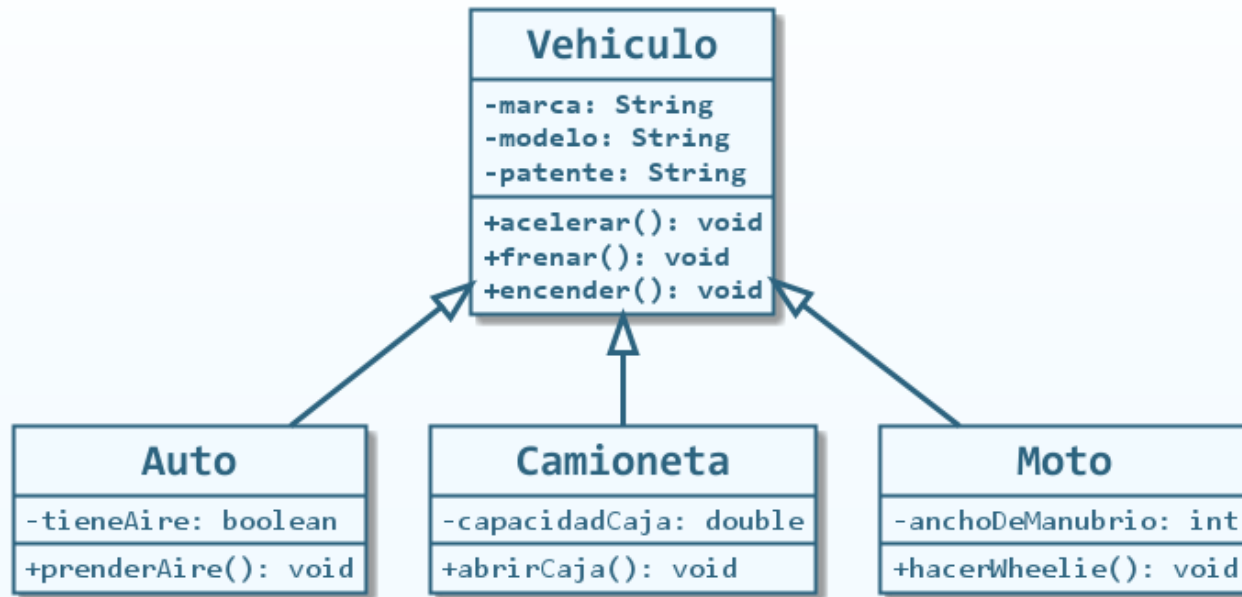 Vehiculo
-marca: String
-modelo: String
-patente: String
+acelerar(): void
+frenar(): void
+encender(): void
Auto
-tieneAire: boolean
+prenderAire(): void
Camioneta
-capacidadCaja: double
+abrirCaja(): void
Moto
-anchoDeManubrio: int
+hacerWheelie(): void